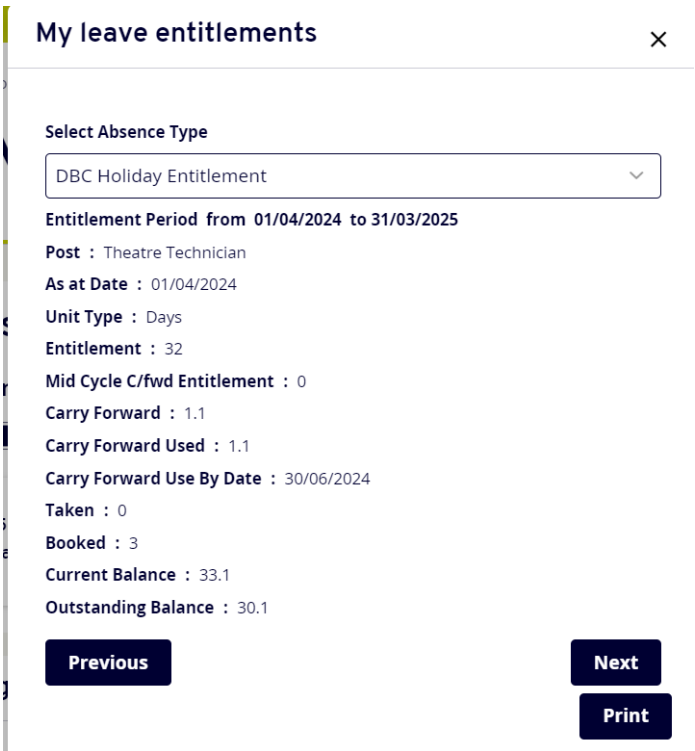 My leave entitlements
Select Absence Type
DBC Holiday Entitlement
Entitlement Period from 01/04/2024 to 31/03/2025
Post : Theatre Technician
As at Date : 01/04/2024
Unit Type : Days
Entitlement : 32
Mid Cycle C/fwd Entitlement : 0
Carry Forward : 1.1
Carry Forward Used : 1.1
Carry Forward Use By Date : 30/06/2024
Taken : 0
Booked : 3
Current Balance : 33.1
Outstanding Balance : 30.1
Previous
Next
Print